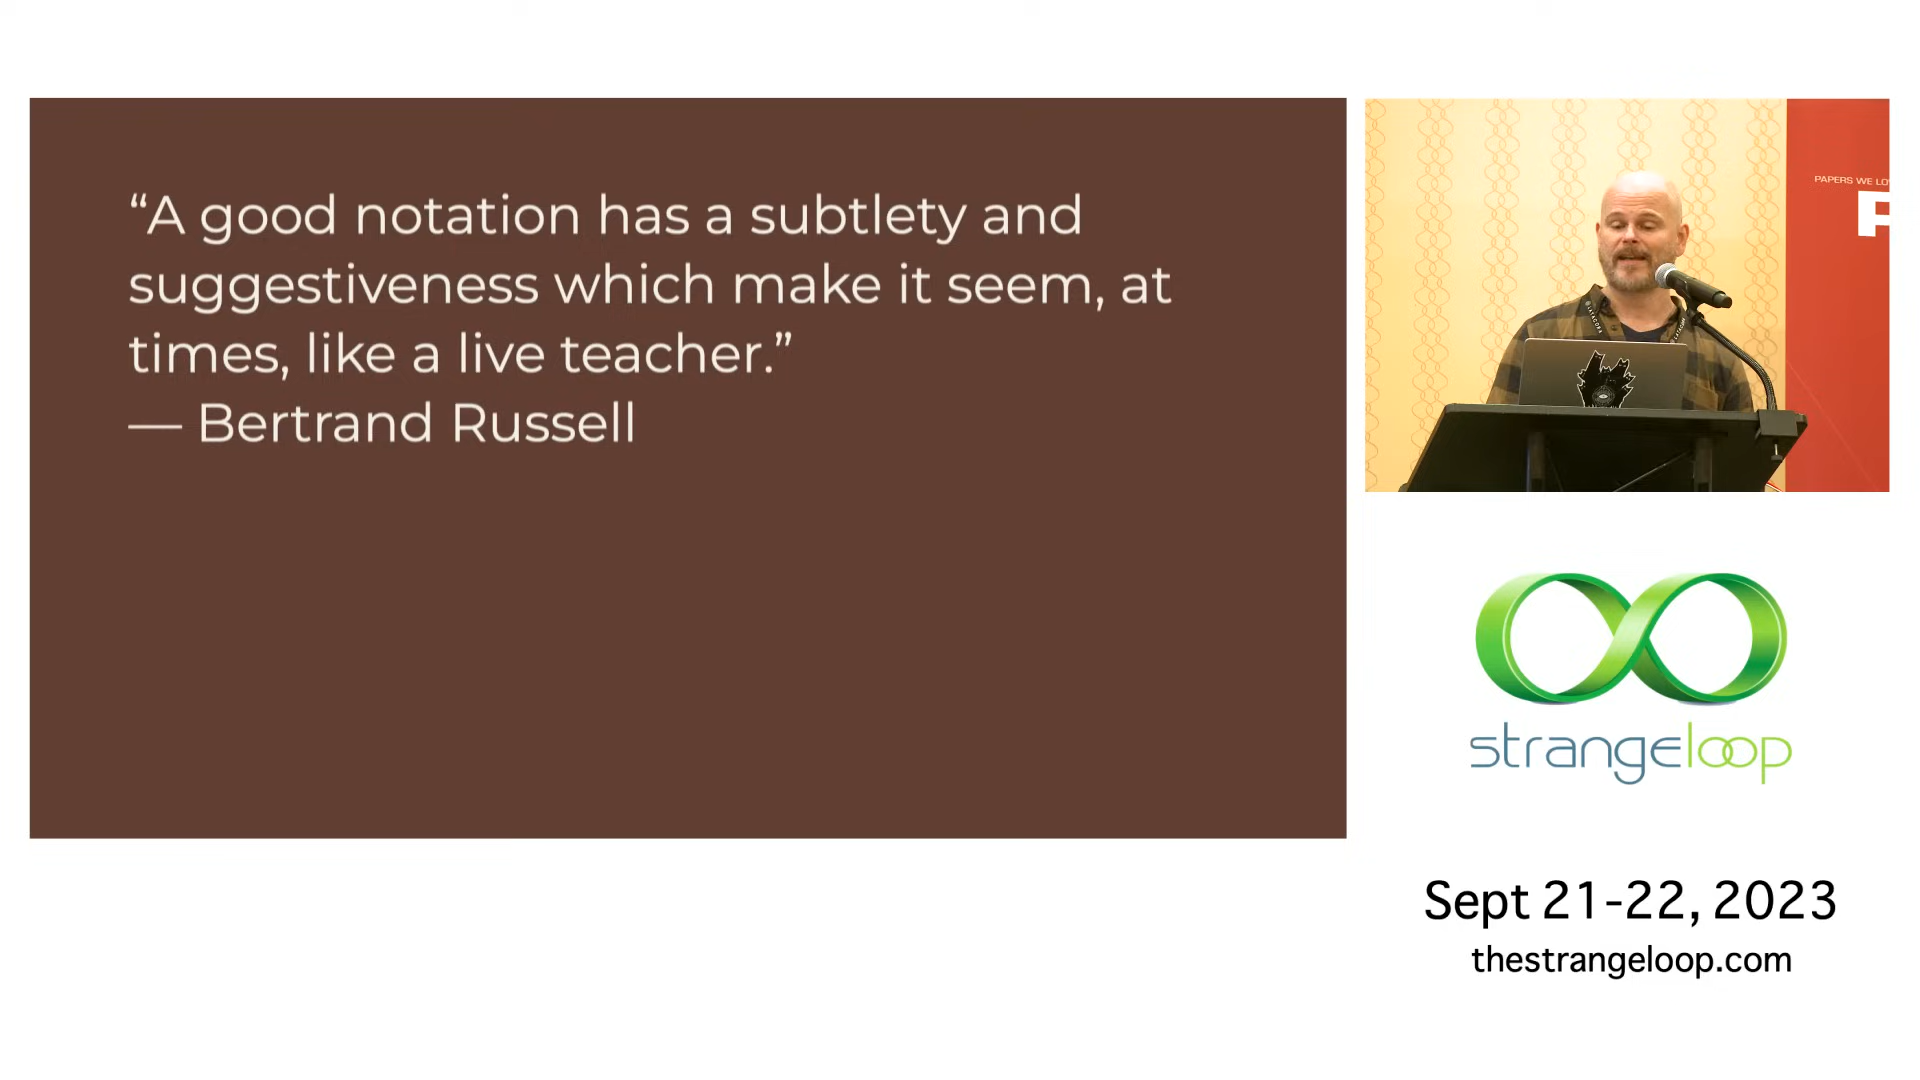 “A good notation has a subtlety and
suggestiveness which make it seem, at
times, like a live teacher.”
— Bertrand Russell
PAPERS WE LO
strangeloop
Sept 21-22, 2023
thestrangeloop.com